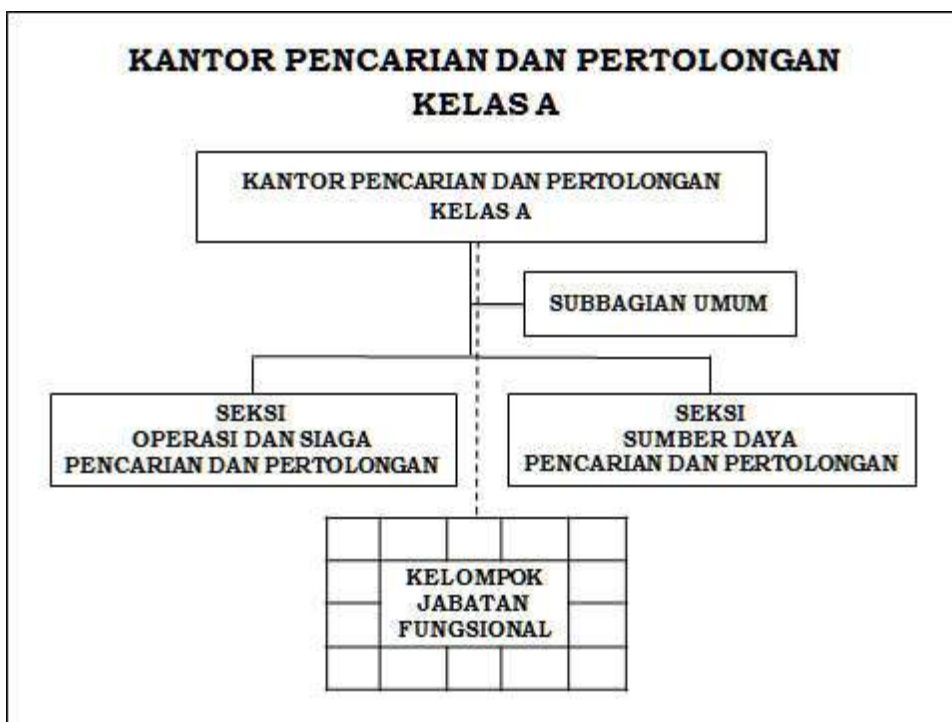 KANTOR PENCARIAN DAN PERTOLONGAN
KELAS A
KANTOR PENCARIAN DAN PERTOLONGAN
KELAS A
SUBBAGIAN UMUM
SEKSI
OPERASI DAN SIAGA
PENCARIAN DAN PERTOLONGAN
SEKSI
SUMBER DAYA
PENCARIAN DAN PERTOLONGAN
KELOMPOK
JABATAN
FUNGSIONAL